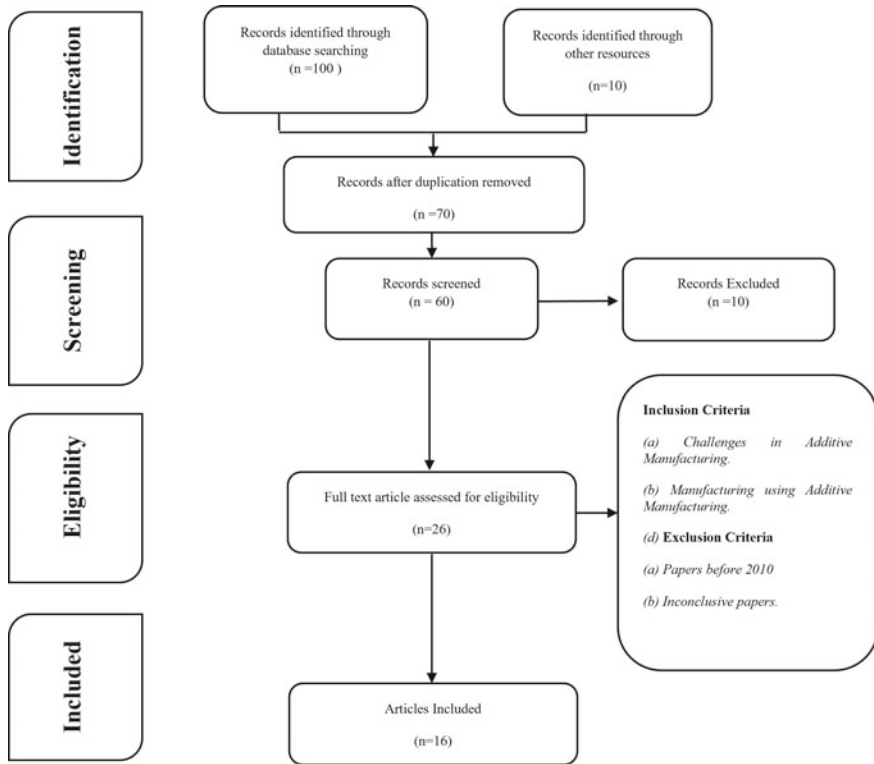 Identification
Records identified through
database searching
(n =100 )
Records identified through
other resources
(n=10)
Records after duplication removed
(n =70)
Screening
Records screened
(n = 60)
Records Excluded
(n =10)
Eligibility
Full text article assessed for eligibility
(n=26)
Inclusion Criteria
(a) Challenges in Additive
Manufacturing.
(b) Manufacturing using Additive
Manufacturing.
(d) Exclusion Criteria
(a) Papers before 2010
(b) Inconclusive papers.
Included
Articles Included
(n=16)